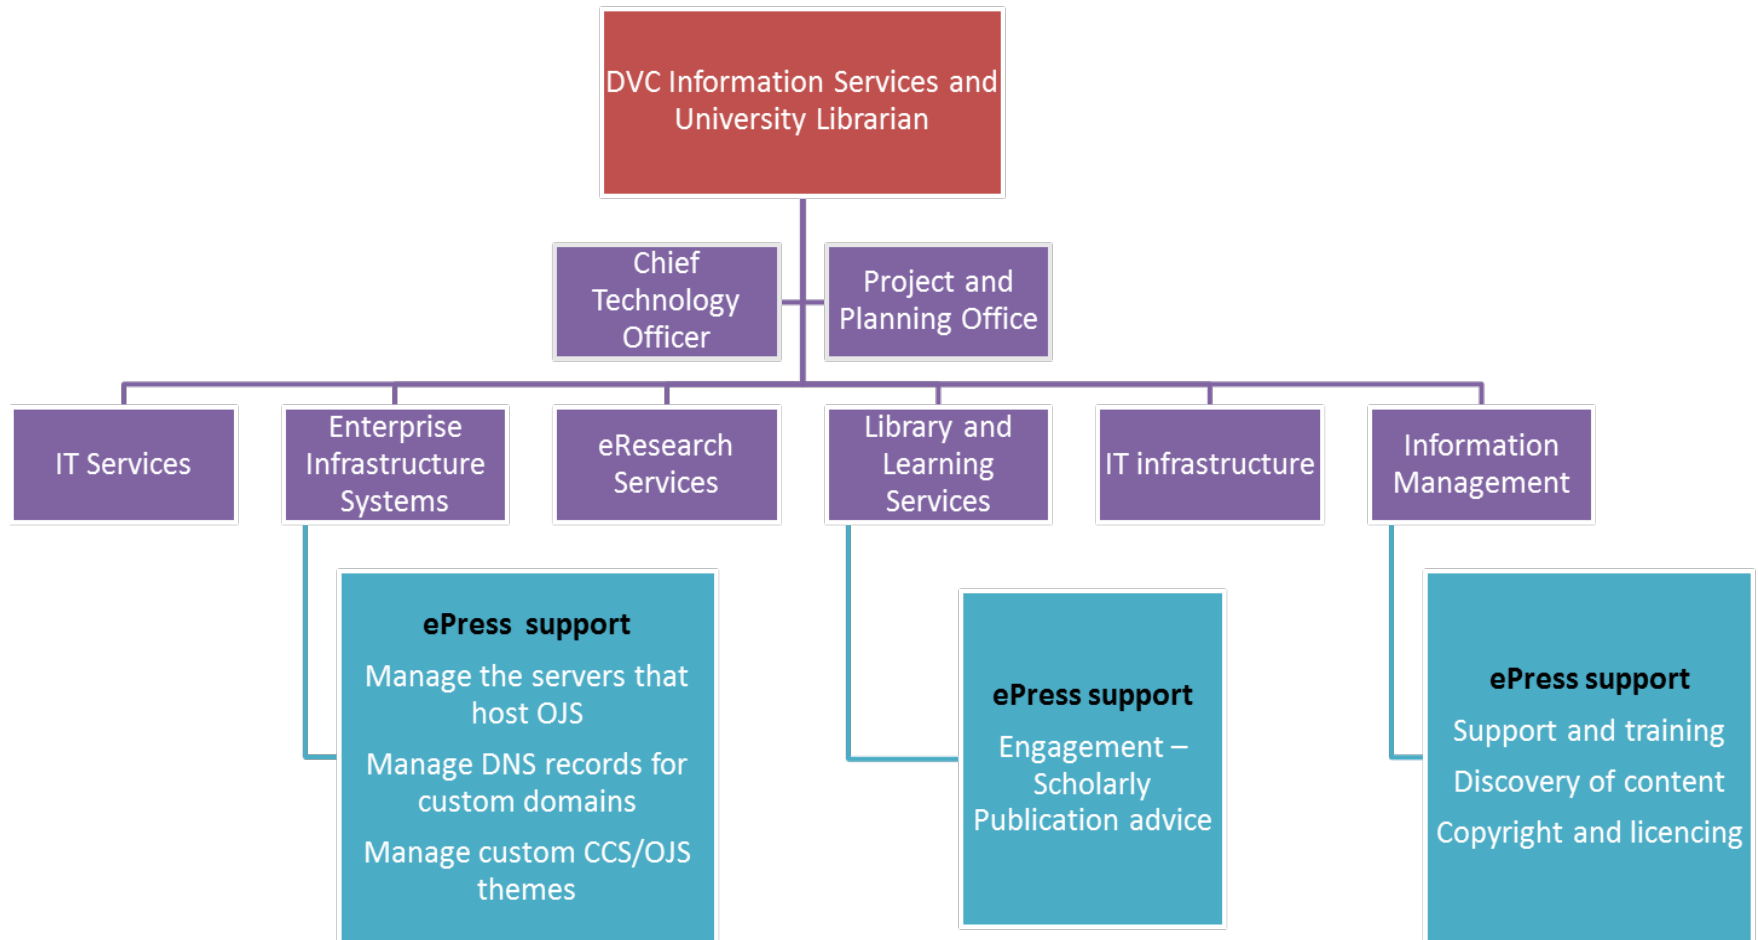 DVC Information Services and
University Librarian
Chief
Technology
Officer
Project and
Planning Office
IT Services
Enterprise
Infrastructure
Systems
eResearch
Services
Library and
Learning
Services
IT infrastructure
Information
Management
ePress support
Manage the servers that
host OJS
Manage DNS records for
custom domains
Manage custom CCS/OJS
themes
ePress support
Engagement –
Scholarly
Publication advice
ePress support
Support and training
Discovery of content
Copyright and licencing